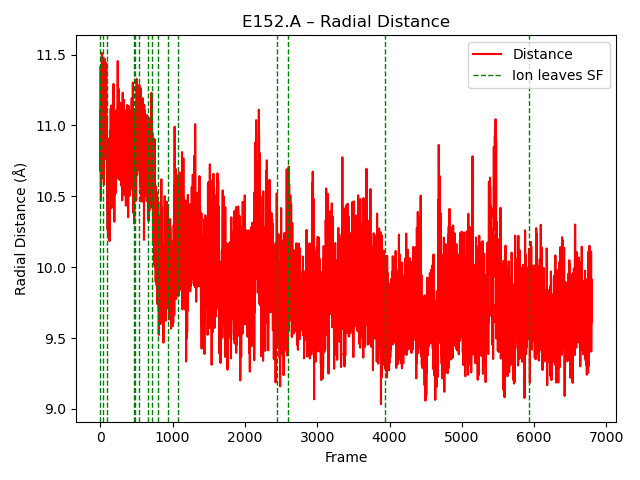 E152.A – Radial Distance
Distance
Ion leaves SF
Radial Distance (Å)
11.5
11.0
10.5
10.0
9.5
9.0
0 1000 2000 3000 4000 5000 6000 7000
Frame